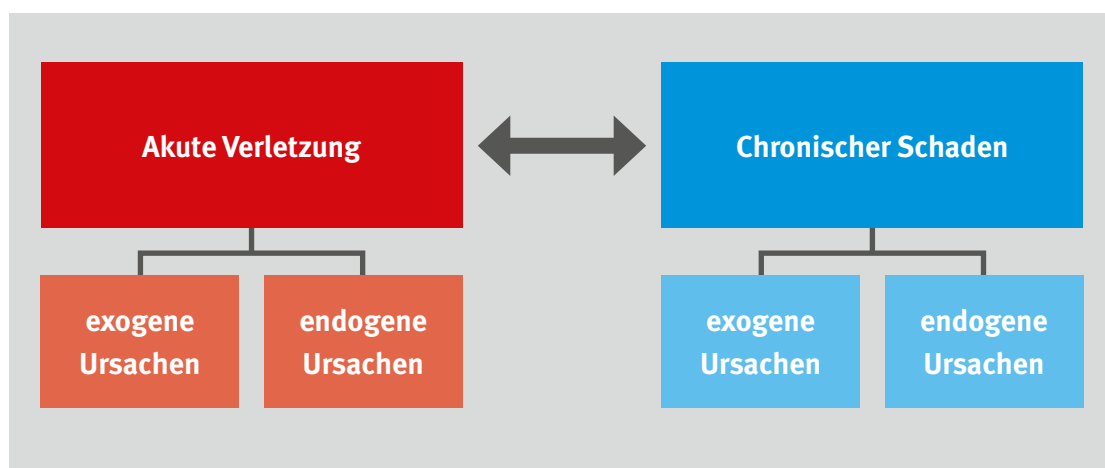 Akute Verletzung
Chronischer Schaden
exogene
Ursachen
endogene
Ursachen
exogene
Ursachen
endogene
Ursachen